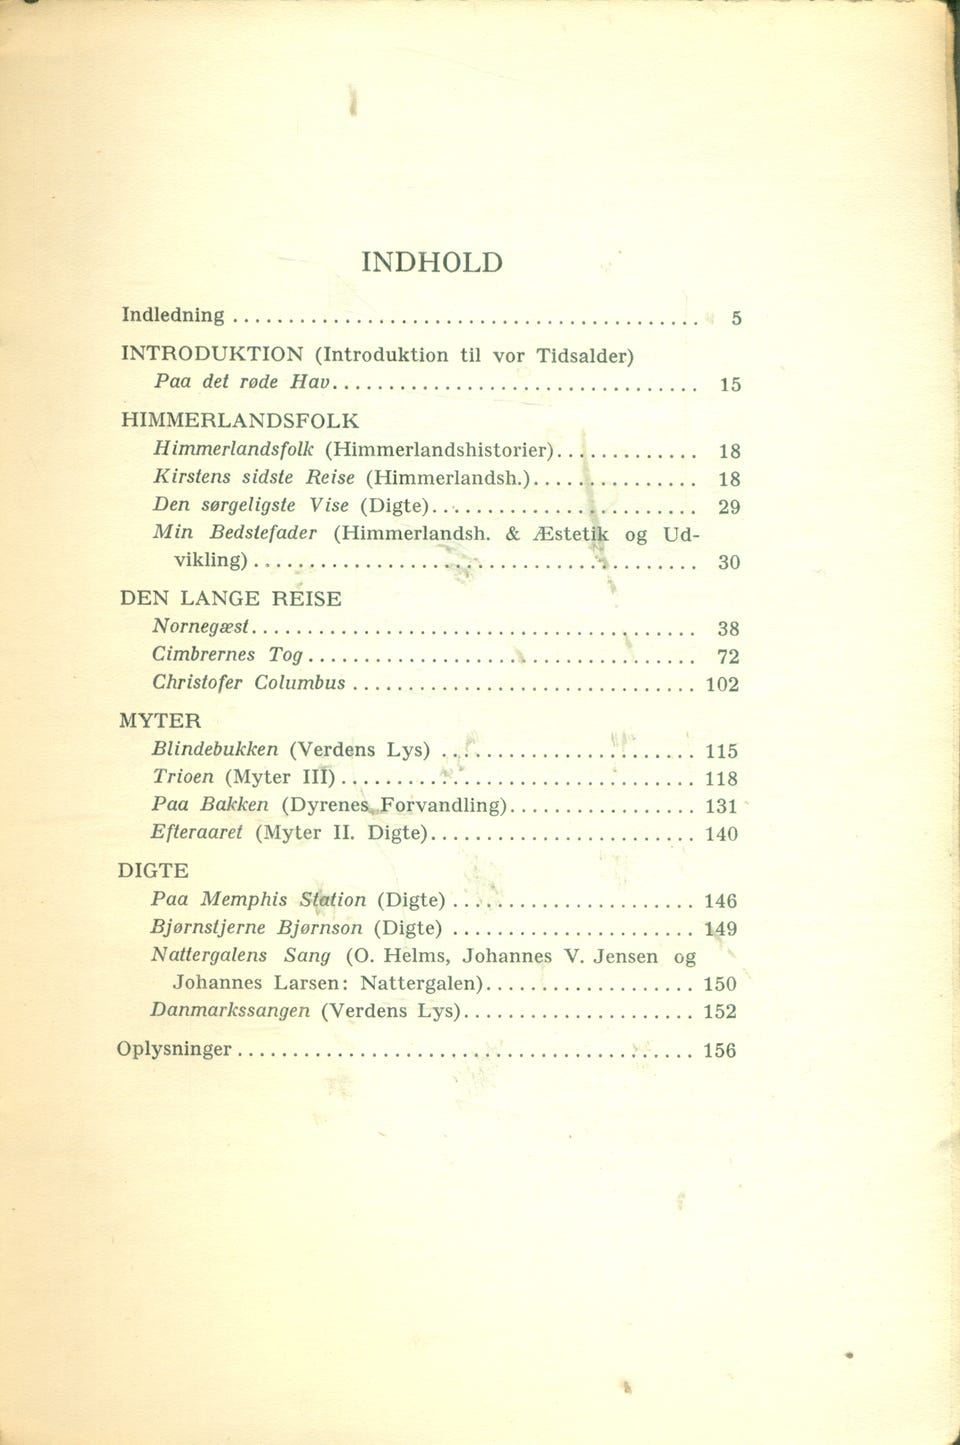 INDHOLD
Indledning ........................................ 5
INTRODUKTION (Introduktion til vor Tidsalder)
Paa det røde Hav................................. 15
HIMMERLANDSFOLK
Himmerlandsfolk (Himmerlandshistorier)............. 18
Kirstens sidste Reise (Himmerlandsh.)............... 18
Den sørgeligste Vise (Digte)........................ 29
Min Bedstefader (Himmerlandsh. & Æstetik og Ud-
vikling)........................................ 30
DEN LANGE REISE
Nornegæst........................................ 38
Cimbrernes Tog................................... 72
Christofer Columbus ............................... 102
MYTER
Blindebukken (Verdens Lys) ....................... 115
Trioen (Myter III)................................ 118
Paa Bakken (Dyrenes Forvandling)................. 131
Efteraaret (Myter II. Digte)........................ 140
DIGTE
Paa Memphis Station (Digte) ...................... 146
Bjørnstjerne Bjørnson (Digte) ...................... 149
Nattergalens Sang (O. Helms, Johannes V. Jensen og
Johannes Larsen: Nattergalen)................... 150
Danmarkssangen (Verdens Lys)..................... 152
Oplysninger......................................... 156